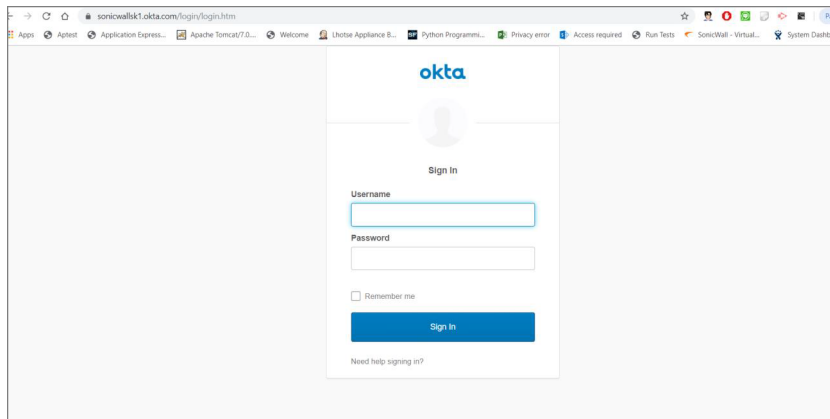 sonicwallsk1.okta.com/login/login.htm
Apps Aptest Application Express... Apache Tomcat/7.0.... Welcome Lhotse Appliance B... Python Programmi... Privacy error Access required Run Tests SonicWall - Virtual... System Dashb
okta
Sign In
Username
Password
Remember me
Sign In
Need help signing in?